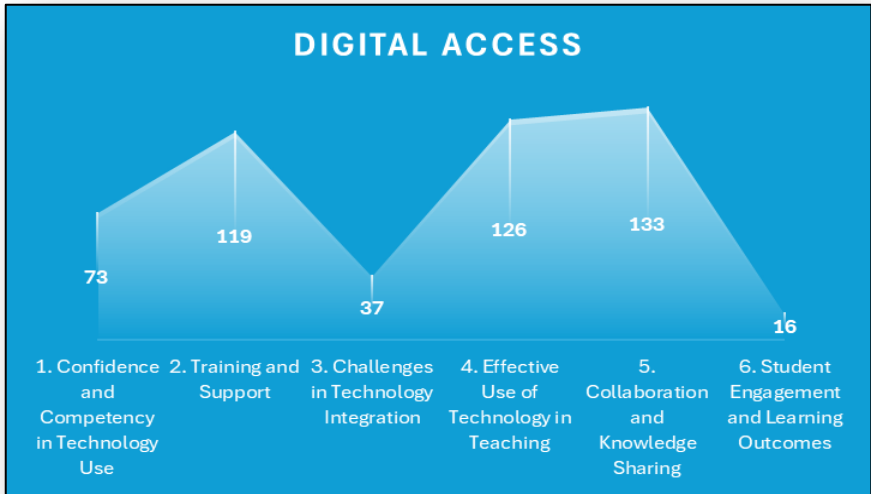 DIGITAL ACCESS
73
119
37
126
133
16
1. Confidence
and
Competency
in Technology
Use
2. Training and
Support
3. Challenges
in Technology
Integration
4. Effective
Use of
Technology in
Teaching
5.
Collaboration
and
Knowledge
Sharing
6. Student
Engagement
and Learning
Outcomes